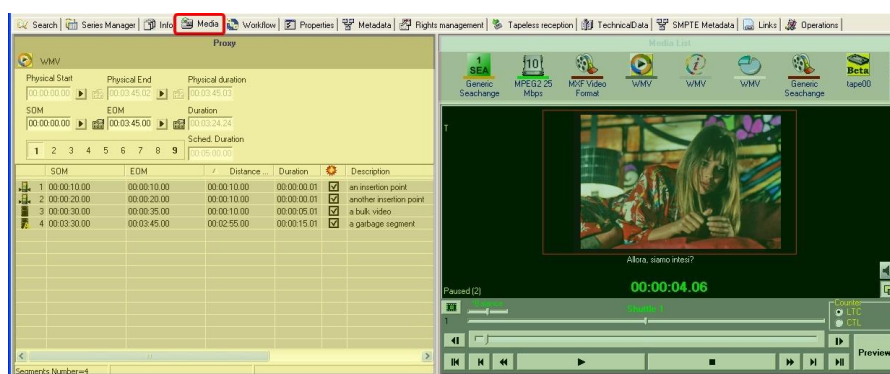 Search Series Manager Info Media Workflow Properties Metadata Rights management Tapeless reception TechnicalData SMPTE Metadata Links Operations
Proxy
WMV
Physical Start Physical End Physical duration
00:00:00.00 00:03:45.02 00:03:45.03
SOM EOM Duration
00:00:00.00 00:03:45.00 00:03:24.24
Sched. Duration
00:05:00.00
1 2 3 4 5 6 7 8 9
SOM EOM / Distance ... Duration Description
1 00:00:10.00 00:00:10.00 00:00:10.00 00:00:00.01 an insertion point
2 00:00:20.00 00:00:20.00 00:00:10.00 00:00:00.01 another insertion point
3 00:00:30.00 00:00:35.00 00:00:10.00 00:00:05.01 a bulk video
4 00:03:30.00 00:03:45.00 00:02:55.00 00:00:15.01 a garbage segment
Segments Number=4
Media List
1
SEA
Generic Seachange
10
MPEG2 25 Mbps
MXF Video Format
WMV
WMV
WMV
Generic Seachange
Beta
tape00
T
Allora, siamo intesi?
Paused (2)
00:00:04.06
Shuttle: 1
1
Counter
LTC
CTL
Preview